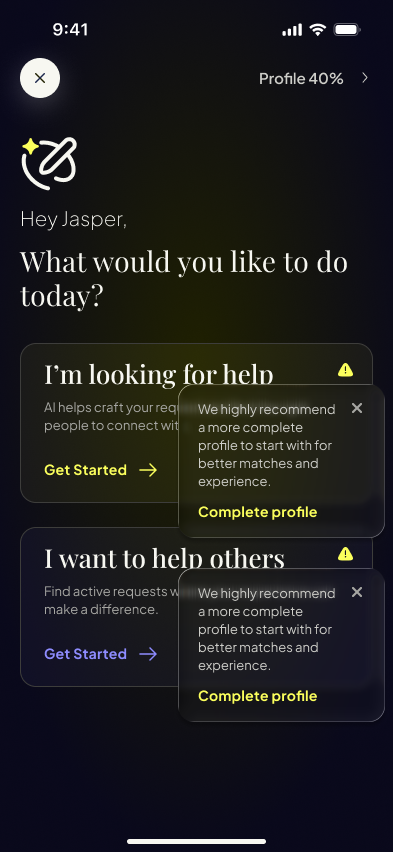 9:41
Profile 40%
Hey Jasper,
What would you like to do
today?
I'm looking for help
AI helps craft your req
people to connect wit
Get Started
We highly recommend
a more complete
profile to start with for
better matches and
experience.
Complete profile
I want to help others
Find active requests w
make a difference.
Get Started
We highly recommend
a more complete
profile to start with for
better matches and
experience.
Complete profile